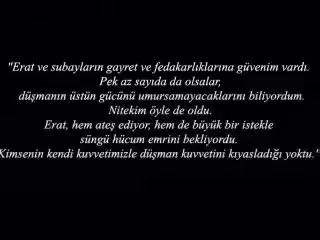 "Erat ve subayların gayret ve fedakarlıklarına güvenim vardı.
Pek az sayıda da olsalar,
düşmanın üstün gücünü umursamayacaklarını biliyordum.
Nitekim öyle de oldu.
Erat, hem ateş ediyor, hem de büyük bir istekle
süngü hücum emrini bekliyordu.
Kimsenin kendi kuvvetimizle düşman kuvvetini kıyasladığı yoktu."